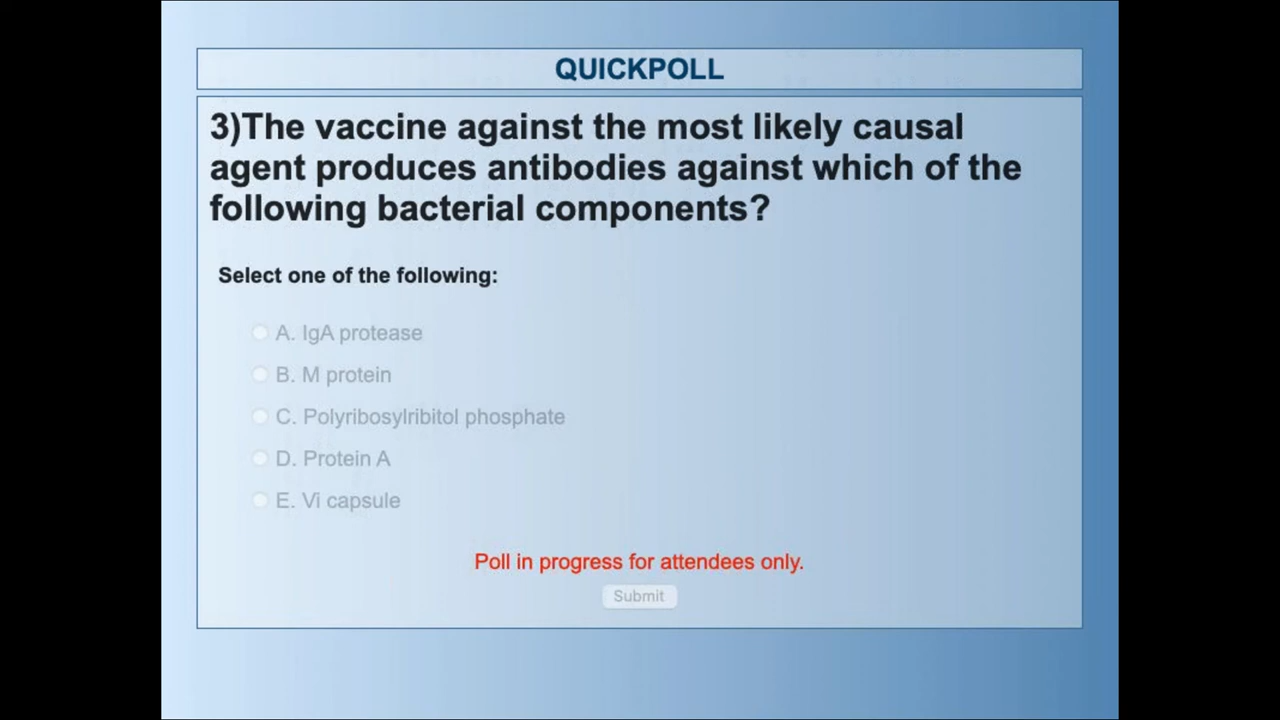 QUICKPOLL
3)The vaccine against the most likely causal
agent produces antibodies against which of the
following bacterial components?
Select one of the following:
A. IgA protease
B. M protein
C. Polyribosylribitol phosphate
D. Protein A
E. Vi capsule
Poll in progress for attendees only.
Submit